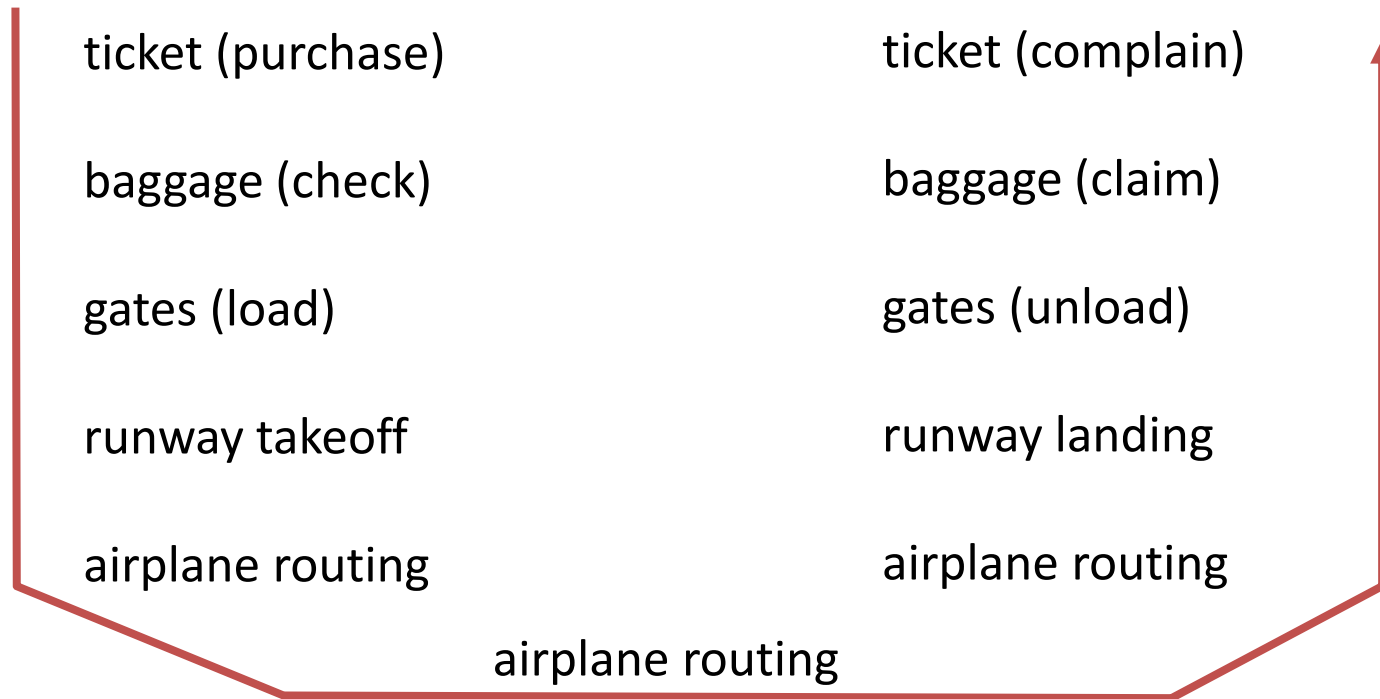 ticket (purchase)
baggage (check)
gates (load)
runway takeoff
airplane routing
ticket (complain)
baggage (claim)
gates (unload)
runway landing
airplane routing
airplane routing